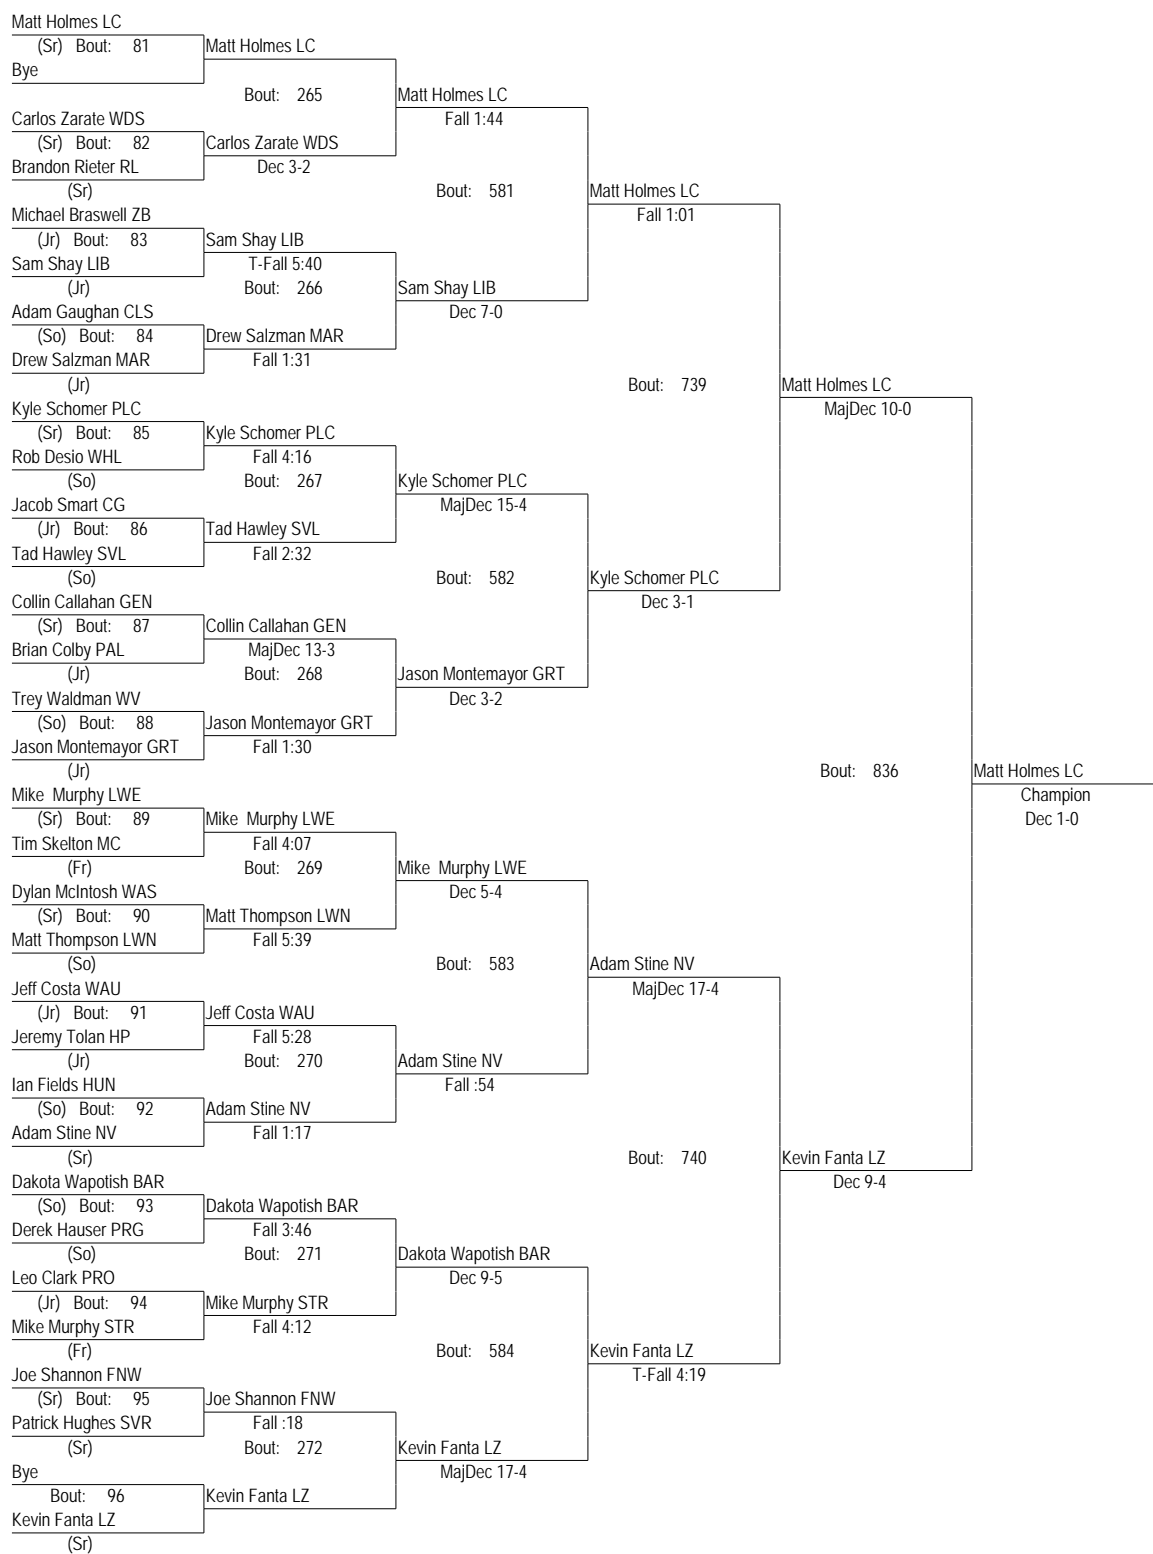 Matt Holmes LC
(Sr) Bout: 81 Matt Holmes LC
Bye
Bout: 265 Matt Holmes LC
Carlos Zarate WDS Fall 1:44
(Sr) Bout: 82 Carlos Zarate WDS
Brandon Rieter RL Dec 3-2
(Sr) Bout: 581 Matt Holmes LC
Michael Braswell ZB Fall 1:01
(Jr) Bout: 83 Sam Shay LIB
Sam Shay LIB T-Fall 5:40
(Jr) Bout: 266 Sam Shay LIB
Adam Gaughan CLS Dec 7-0
(So) Bout: 84 Drew Salzman MAR
Drew Salzman MAR Fall 1:31
(Jr) Bout: 739 Matt Holmes LC
Kyle Schomer PLC MajDec 10-0
(Sr) Bout: 85 Kyle Schomer PLC
Rob Desio WHL Fall 4:16
(So) Bout: 267 Kyle Schomer PLC
Jacob Smart CG MajDec 15-4
(Jr) Bout: 86 Tad Hawley SVL
Tad Hawley SVL Fall 2:32
(So) Bout: 582 Kyle Schomer PLC
Collin Callahan GEN Dec 3-1
(Sr) Bout: 87 Collin Callahan GEN
Brian Colby PAL MajDec 13-3
(Jr) Bout: 268 Jason Montemayor GRT
Trey Waldman WV Dec 3-2
(So) Bout: 88 Jason Montemayor GRT
Jason Montemayor GRT Fall 1:30
(Jr) Bout: 836 Matt Holmes LC
Mike Murphy LWE Champion
(Sr) Bout: 89 Mike Murphy LWE Dec 1-0
Tim Skelton MC Fall 4:07
(Fr) Bout: 269 Mike Murphy LWE
Dylan McIntosh WAS Dec 5-4
(Sr) Bout: 90 Matt Thompson LWN
Matt Thompson LWN Fall 5:39
(So) Bout: 583 Adam Stine NV
Jeff Costa WAU MajDec 17-4
(Jr) Bout: 91 Jeff Costa WAU
Jeremy Tolan HP Fall 5:28
(Jr) Bout: 270 Adam Stine NV
Ian Fields HUN Fall :54
(So) Bout: 92 Adam Stine NV
Adam Stine NV Fall 1:17
(Sr) Bout: 740 Kevin Fanta LZ
Dakota Wapotish BAR Dec 9-4
(So) Bout: 93 Dakota Wapotish BAR
Derek Hauser PRG Fall 3:46
(So) Bout: 271 Dakota Wapotish BAR
Leo Clark PRO Dec 9-5
(Jr) Bout: 94 Mike Murphy STR
Mike Murphy STR Fall 4:12
(Fr) Bout: 584 Kevin Fanta LZ
Joe Shannon FNW T-Fall 4:19
(Sr) Bout: 95 Joe Shannon FNW
Patrick Hughes SVR Fall :18
(Sr) Bout: 272 Kevin Fanta LZ
Bye MajDec 17-4
Bout: 96 Kevin Fanta LZ
Kevin Fanta LZ
(Sr)